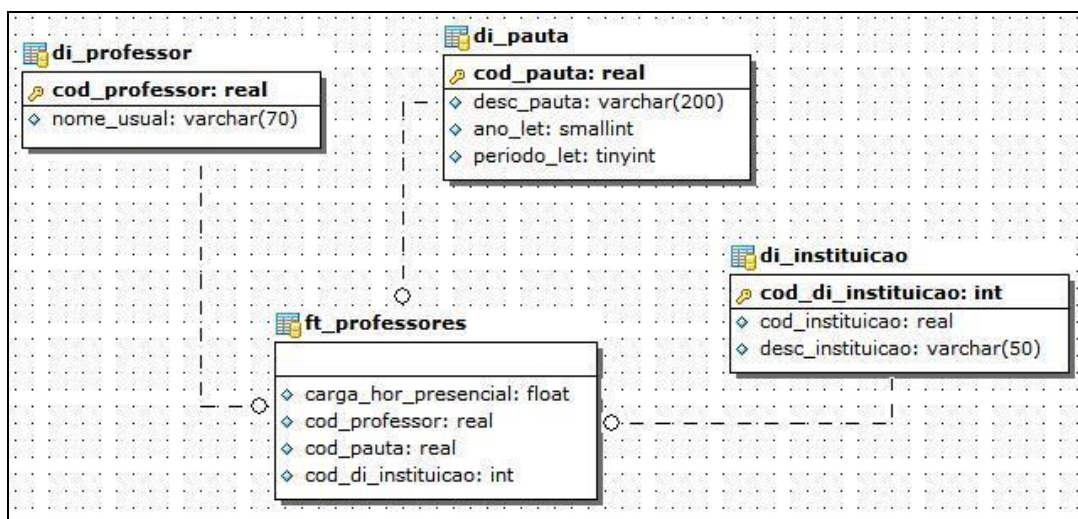 di_professor
cod_professor: real
nome_usual: varchar(70)
di_pauta
cod_pauta: real
desc_pauta: varchar(200)
ano_let: smallint
periodo_let: tinyint
di_instituicao
cod_di_instituicao: int
cod_instituicao: real
desc_instituicao: varchar(50)
ft_professores
carga_hor_presencial: float
cod_professor: real
cod_pauta: real
cod_di_instituicao: int